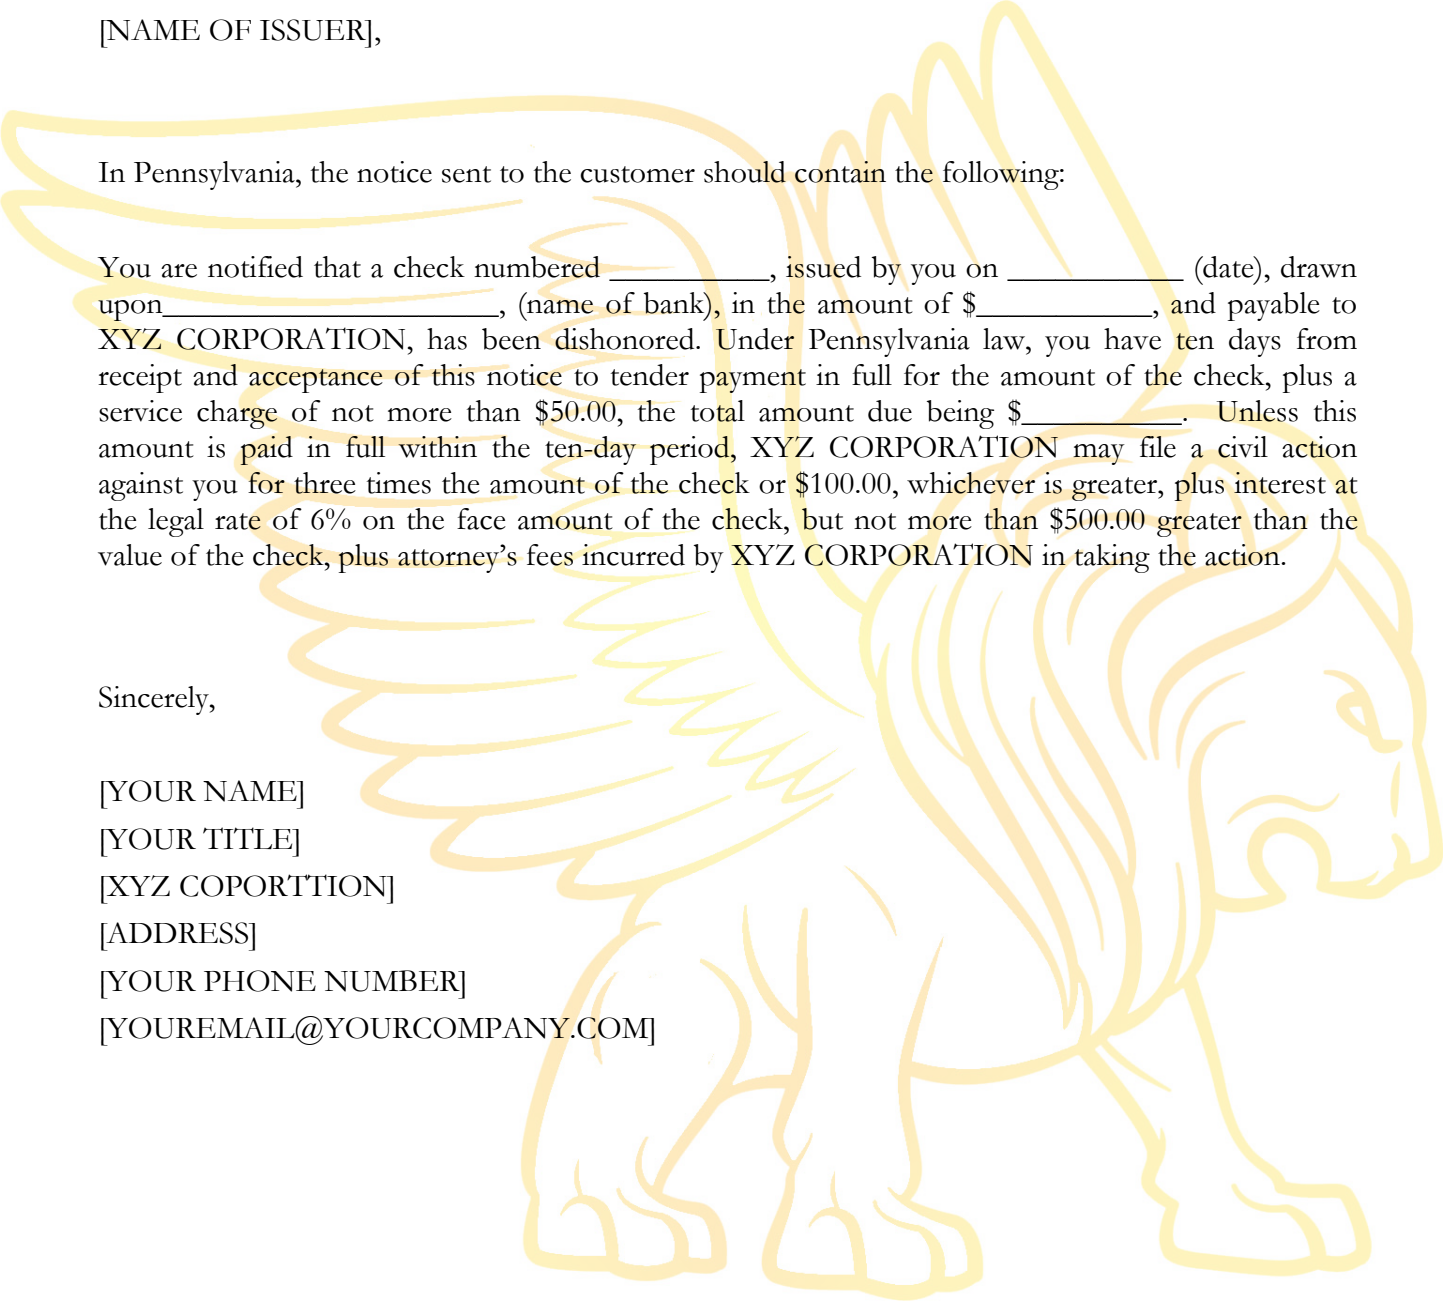 [NAME OF ISSUER],
In Pennsylvania, the notice sent to the customer should contain the following:
You are notified that a check numbered __________, issued by you on ___________ (date), drawn
upon_____________________, (name of bank), in the amount of $___________, and payable to
XYZ CORPORATION, has been dishonored. Under Pennsylvania law, you have ten days from
receipt and acceptance of this notice to tender payment in full for the amount of the check, plus a
service charge of not more than $50.00, the total amount due being $__________. Unless this
amount is paid in full within the ten-day period, XYZ CORPORATION may file a civil action
against you for three times the amount of the check or $100.00, whichever is greater, plus interest at
the legal rate of 6% on the face amount of the check, but not more than $500.00 greater than the
value of the check, plus attorney’s fees incurred by XYZ CORPORATION in taking the action.
Sincerely,
[YOUR NAME]
[YOUR TITLE]
[XYZ COPORTTION]
[ADDRESS]
[YOUR PHONE NUMBER]
[YOUREMAIL@YOURCOMPANY.COM]